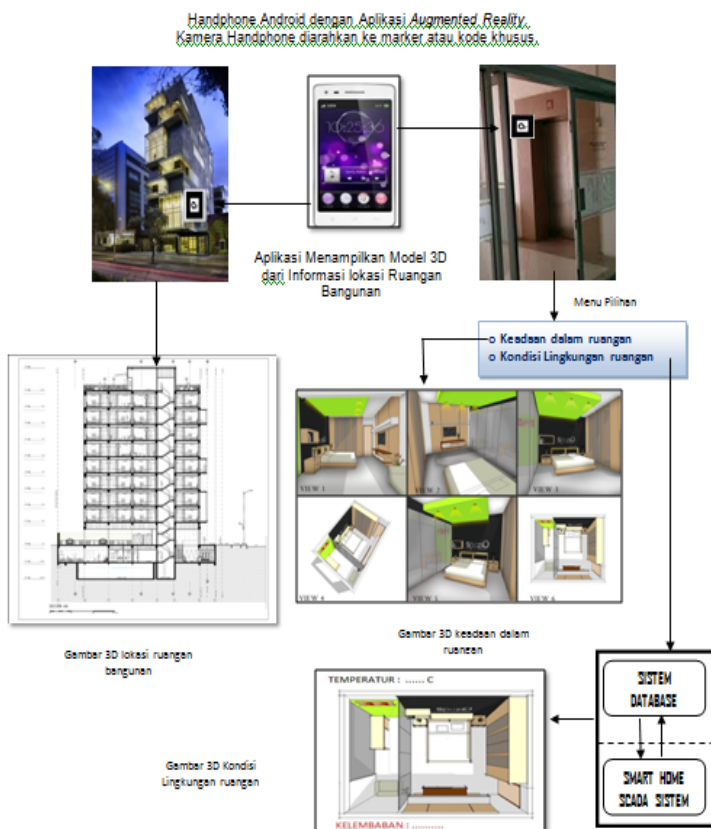 Handphone Android dengan Aplikasi Augmented Reality.
Kamera Handphone diarahkan ke marker atau kode khusus.
10:25:36
Aplikasi Menampilkan Model 3D
dari Informasi lokasi Ruangan
Bangunan
Menu Pilihan
o Keadaan dalam ruangan
o Kondisi Lingkungan ruangan
VIEW 1
VIEW 2
VIEW 3
VIEW 4
VIEW 5
VIEW 6
Gambar 3D lokasi ruangan
bangunan
Gambar 3D keadaan dalam
ruangan
TEMPERATUR : ...... C
KELEMBABAN : ..........
Gambar 3D Kondisi
Lingkungan ruangan
SISTEM
DATABASE
SMART HOME
SCADA SISTEM